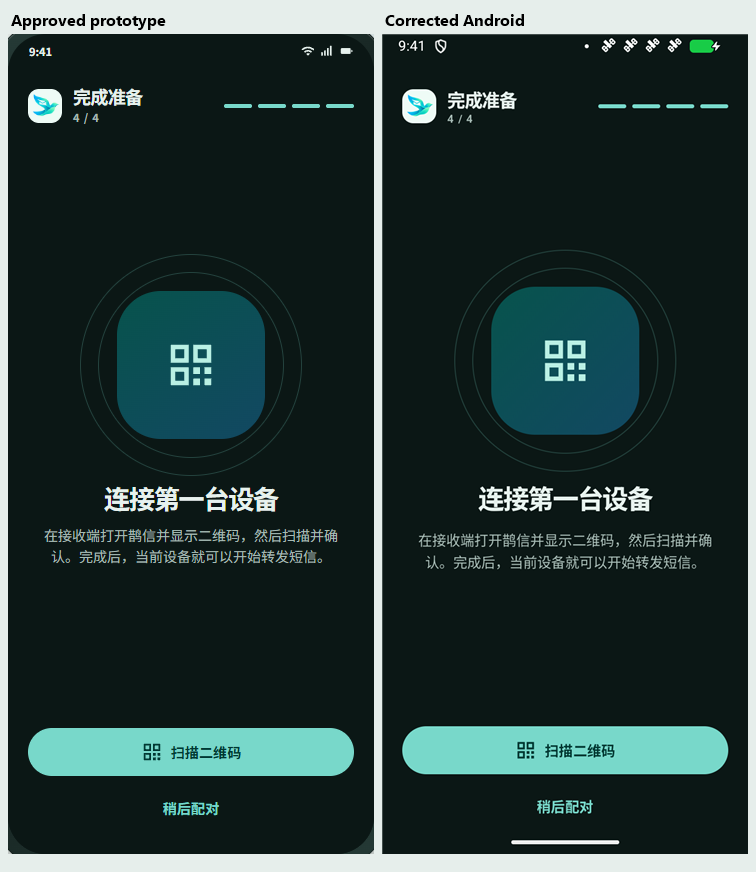 Approved prototype
9:41
完成准备
4 / 4
连接第一台设备
在接收端打开鹊信并显示二维码，然后扫描并确
认。完成后，当前设备就可以开始转发短信。
扫描二维码
稍后配对
Corrected Android
9:41
完成准备
4 / 4
连接第一台设备
在接收端打开鹊信并显示二维码，然后扫描并确
认。完成后，当前设备就可以开始转发短信。
扫描二维码
稍后配对